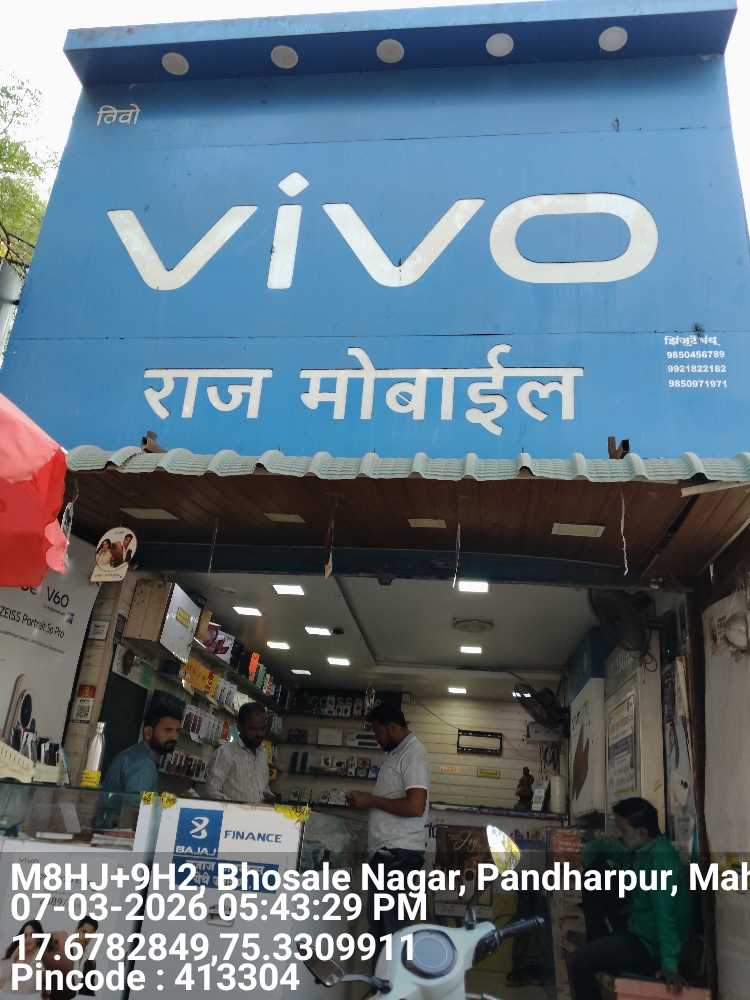 विवो
vivo
राज मोबाईल
झिंजुर्टे बंधू
9850456789
9921822182
9850971971
V60
ZEISS Portrait So Pro
BAJAJ FINANCE
M8HJ+9H2, Bhosale Nagar, Pandharpur, Mah
07-03-2026 05:43:29 PM
17.6782849,75.3309911
Pincode : 413304